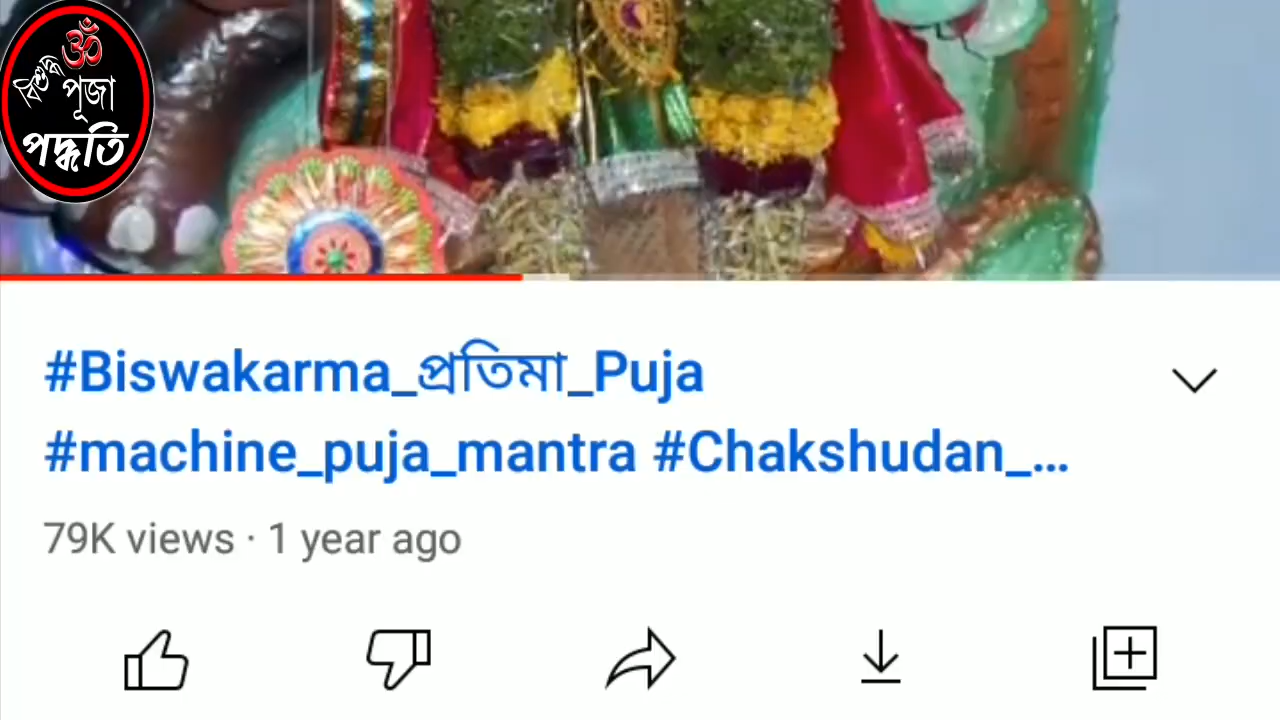 ॐ
বিশুদ্ধ
পূজা
পদ্ধতি
#Biswakarma_প্রতিমা_Puja
#machine_puja_mantra #Chakshudan_...
79K views · 1 year ago